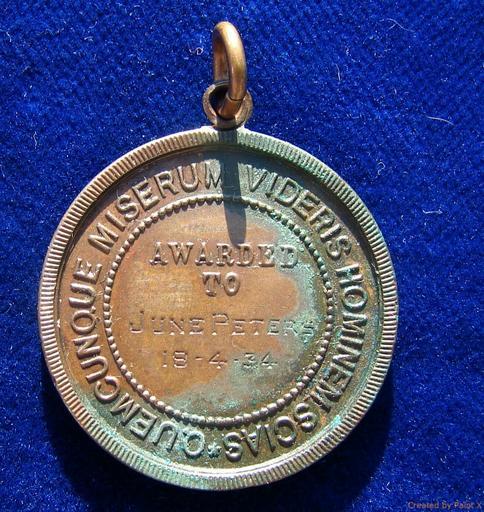 QUEMCUNQUE MISERUM VIDERIS HOMINEM SCIAS
AWARDED
TO
JUNE PETERS
18-4-34
Created By Paint X